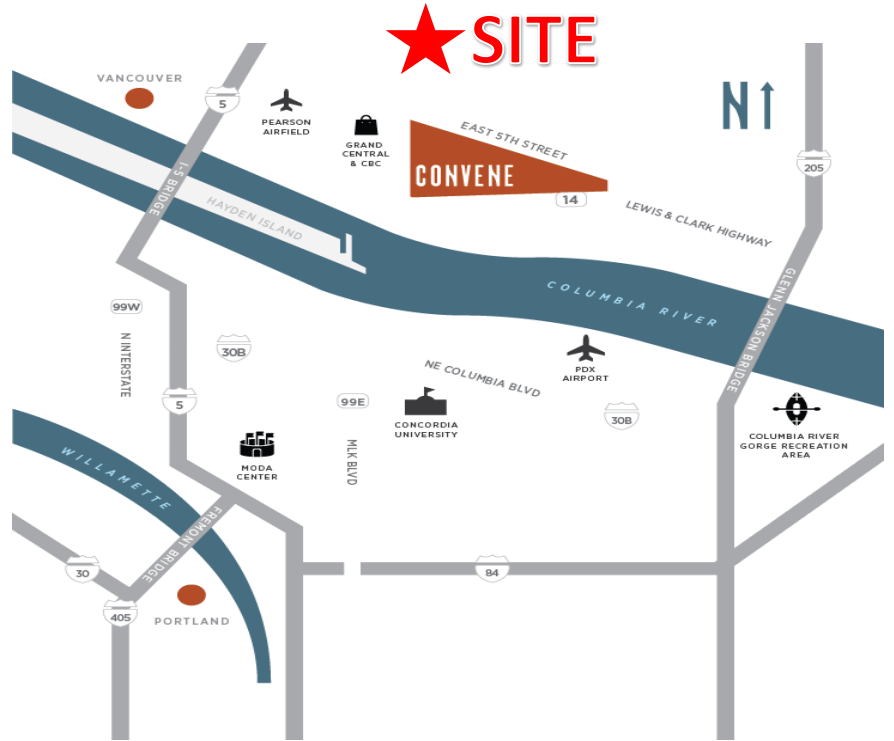 SITE
VANCOUVER
5
PEARSON
AIRFIELD
GRAND
CENTRAL
& CBC
EAST 5TH STREET
CONVENE
14
N
205
I-5 BRIDGE
HAYDEN ISLAND
LEWIS & CLARK HIGHWAY
COLUMBIA RIVER
GLENN JACKSON BRIDGE
99W
N INTERSTATE
30B
5
PDX
AIRPORT
NE COLUMBIA BLVD
99E
CONCORDIA
UNIVERSITY
30B
COLUMBIA RIVER
GORGE RECREATION
AREA
MODA
CENTER
MLK BLVD
WILLAMETTE
FREMONT BRIDGE
30
84
405
PORTLAND